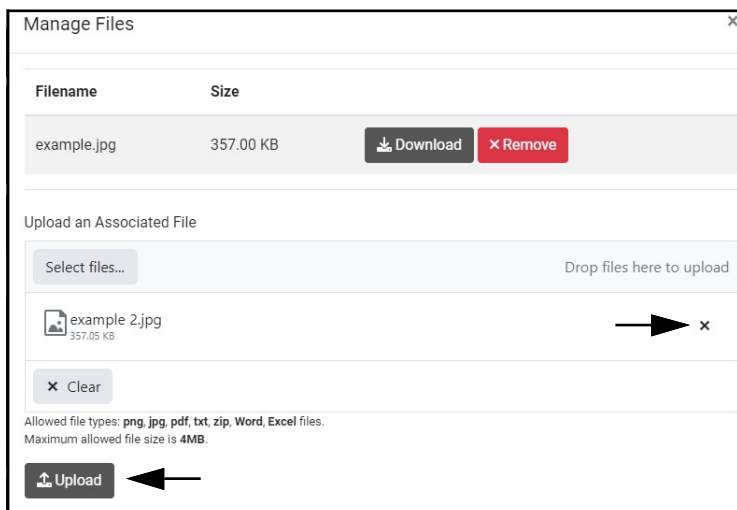 Manage Files ×
Filename Size
example.jpg 357.00 KB Download × Remove
Upload an Associated File
Select files... Drop files here to upload
example 2.jpg ×
357.05 KB
× Clear
Allowed file types: png, jpg, pdf, txt, zip, Word, Excel files.
Maximum allowed file size is 4MB.
Upload